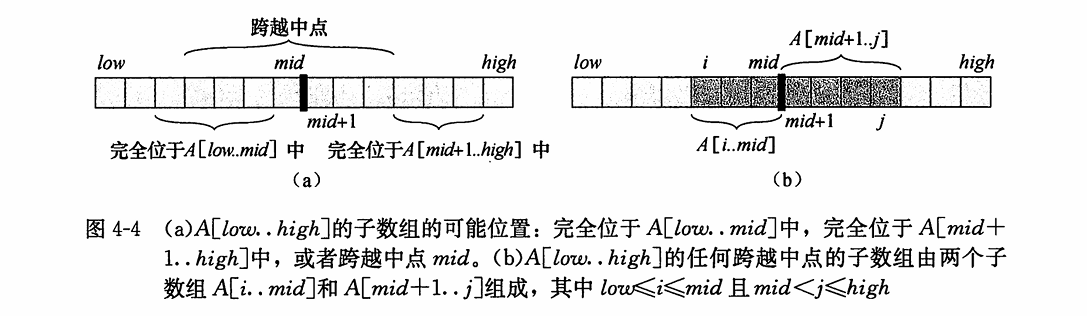 跨越中点
low mid high
mid+1
完全位于A[low..mid] 中 完全位于A[mid+1..high] 中
(a)
A[mid+1..j]
low i mid high
mid+1 j
A[i..mid]
(b)
图 4-4 (a)A[low..high]的子数组的可能位置：完全位于 A[low..mid]中，完全位于 A[mid+
1..high]中，或者跨越中点 mid。(b)A[low..high]的任何跨越中点的子数组由两个子
数组 A[i..mid]和 A[mid+1..j]组成，其中 low≤i≤mid 且 mid<j≤high